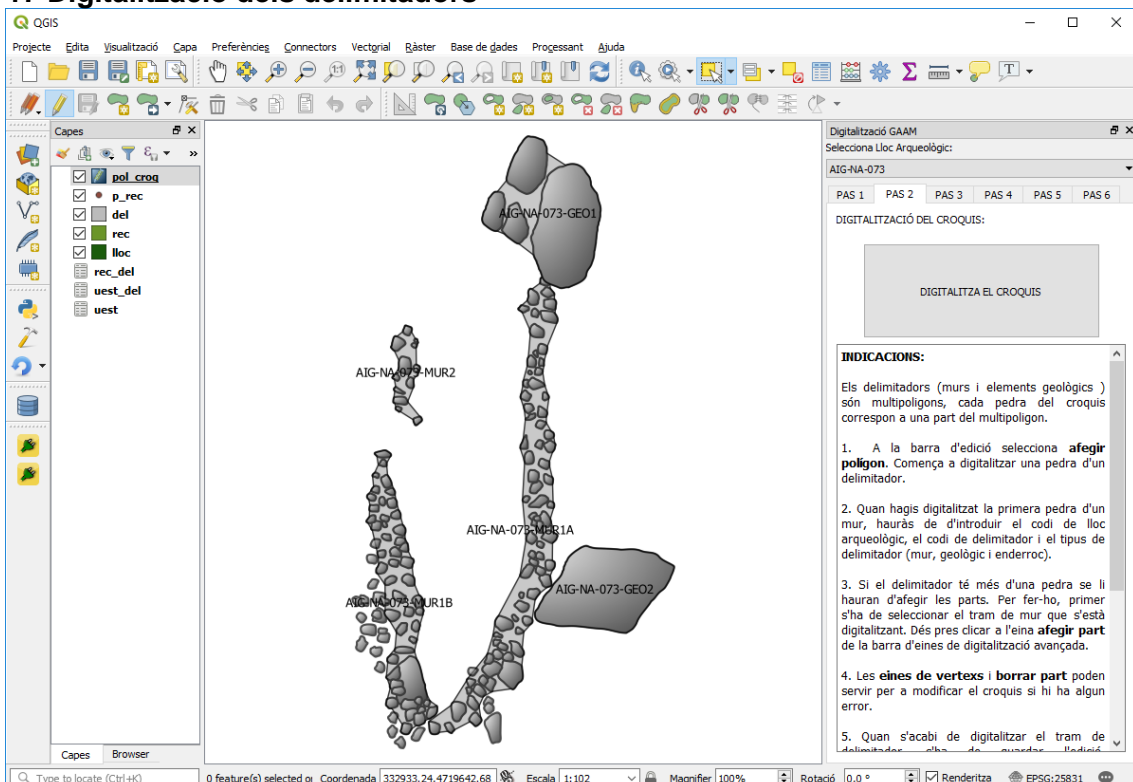 QGIS
Projecte Edita Visualització Capa Preferències Connectors Vectorial Ràster Base de dades Processant Ajuda
Capes
pol_croq
p_rec
del
rec
lloc
rec_del
uest_del
uest
Capes Browser
AIG-NA-073-GEO1
AIG-NA-073-MUR2
AIG-NA-073-MUR1A
AIG-NA-073-GEO2
AIG-NA-073-MUR1B
Digitalització GAAM
Selecciona Lloc Arqueològic:
AIG-NA-073
PAS 1 PAS 2 PAS 3 PAS 4 PAS 5 PAS 6
DIGITALITZACIÓ DEL CROQUIS:
DIGITALITZA EL CROQUIS
INDICACIONS:
Els delimitadors (murs i elements geològics )
són multipoligons, cada pedra del croquis
correspon a una part del multipoligon.
1. A la barra d'edició selecciona afegir
polígon. Comença a digitalitzar una pedra d'un
delimitador.
2. Quan hagis digitalitzat la primera pedra d'un
mur, hauràs de d'introduir el codi de lloc
arqueològic, el codi de delimitador i el tipus de
delimitador (mur, geològic i enderroc).
3. Si el delimitador té més d'una pedra se li
hauran d'afegir les parts. Per fer-ho, primer
s'ha de seleccionar el tram de mur que s'està
digitalitzant. Dés pres clicar a l'eina afegir part
de la barra d'eines de digitalització avançada.
4. Les eines de vertexs i borrar part poden
servir per a modificar el croquis si hi ha algun
error.
5. Quan s'acabi de digitalitzar el tram de
Type to locate (Ctrl+K) 0 feature(s) selected Coordenada 332933.24,4719642.68 Escala 1:102 Magnifier 100% Rotació 0,0 ° Renderitza EPSG:25831